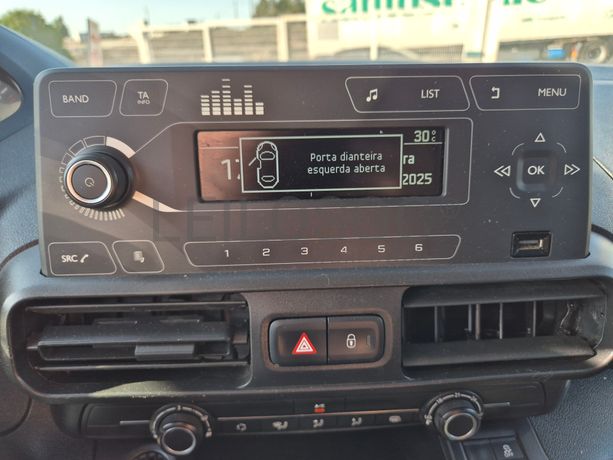 BAND
TA
INFO
LIST
MENU
30°
Porta dianteira
esquerda aberta
ra
2025
OK
SRC
1 2 3 4 5 6